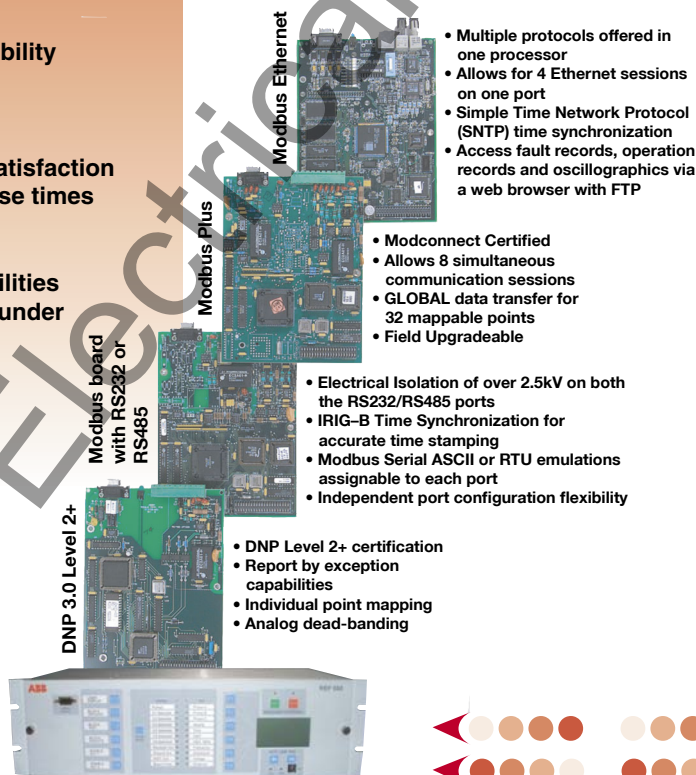 bility
atisfaction
se times
ilities
under
Electrical
Modbus Ethernet
• Multiple protocols offered in
one processor
• Allows for 4 Ethernet sessions
on one port
• Simple Time Network Protocol
(SNTP) time synchronization
• Access fault records, operation
records and oscillographics via
a web browser with FTP
Modbus Plus
• Modconnect Certified
• Allows 8 simultaneous
communication sessions
• GLOBAL data transfer for
32 mappable points
• Field Upgradeable
Modbus board
with RS232 or
RS485
• Electrical Isolation of over 2.5kV on both
the RS232/RS485 ports
• IRIG–B Time Synchronization for
accurate time stamping
• Modbus Serial ASCII or RTU emulations
assignable to each port
• Independent port configuration flexibility
DNP 3.0 Level 2+
• DNP Level 2+ certification
• Report by exception
capabilities
• Individual point mapping
• Analog dead-banding
ABB